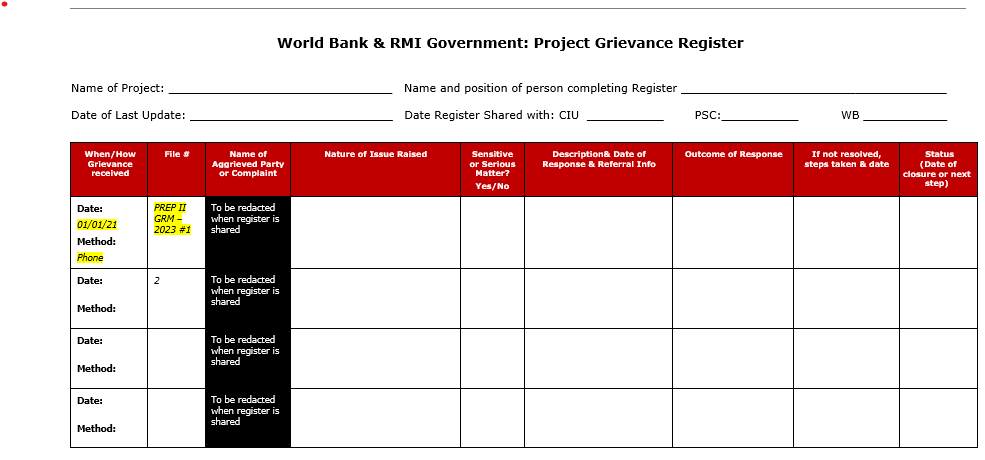 World Bank & RMI Government: Project Grievance Register
Name of Project: ____________ Name and position of person completing Register ____________
Date of Last Update: ____________ Date Register Shared with: CIU ____________ PSC:____________ WB ____________
When/How
Grievance
received
File #
Name of
Aggrieved Party
or Complaint
Nature of Issue Raised
Sensitive
or Serious
Matter?
Yes/No
Description& Date of
Response & Referral Info
Outcome of Response
If not resolved,
steps taken & date
Status
(Date of
closure or next
step)
Date:
01/01/21
Method:
Phone
PREP II
GRM –
2023 #1
To be redacted
when register is
shared
Date:
Method:
2
To be redacted
when register is
shared
Date:
Method:
To be redacted
when register is
shared
Date:
Method:
To be redacted
when register is
shared